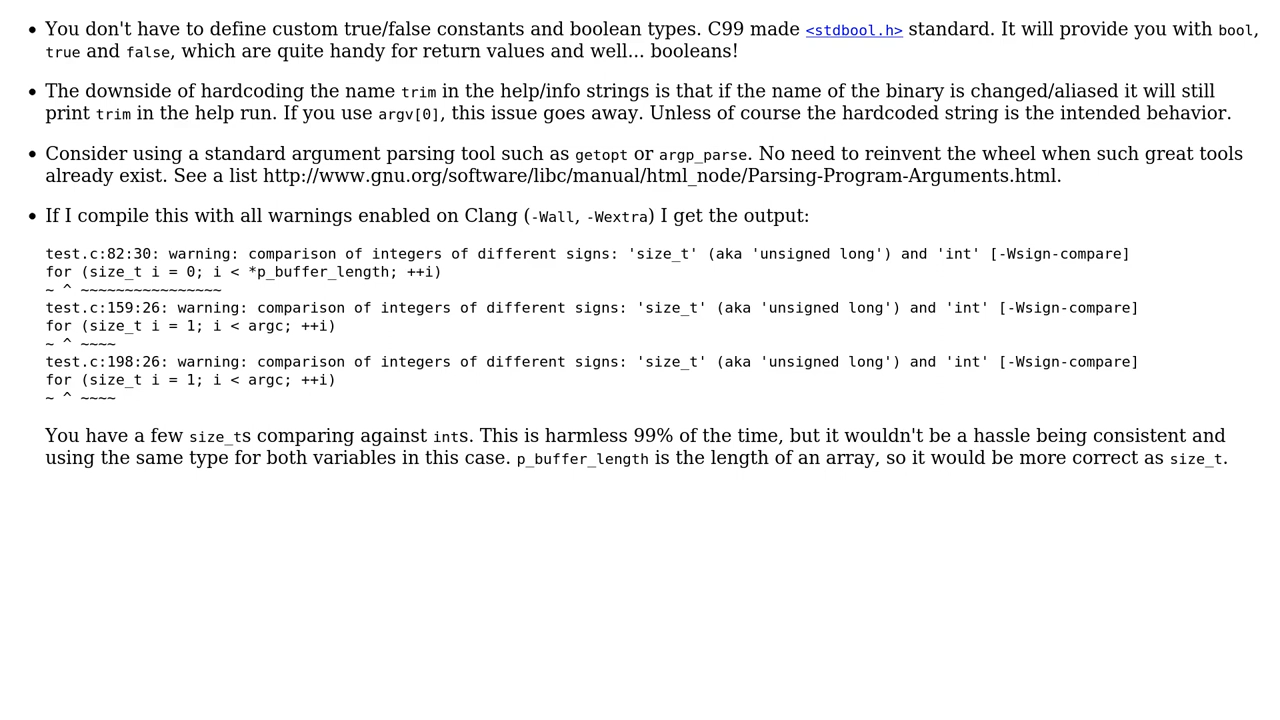 • You don't have to define custom true/false constants and boolean types. C99 made <stdbool.h> standard. It will provide you with bool,
true and false, which are quite handy for return values and well... booleans!
• The downside of hardcoding the name trim in the help/info strings is that if the name of the binary is changed/aliased it will still
print trim in the help run. If you use argv[0], this issue goes away. Unless of course the hardcoded string is the intended behavior.
• Consider using a standard argument parsing tool such as getopt or argp_parse. No need to reinvent the wheel when such great tools
already exist. See a list http://www.gnu.org/software/libc/manual/html_node/Parsing-Program-Arguments.html.
• If I compile this with all warnings enabled on Clang (-Wall, -Wextra) I get the output:
test.c:82:30: warning: comparison of integers of different signs: 'size_t' (aka 'unsigned long') and 'int' [-Wsign-compare]
for (size_t i = 0; i < *p_buffer_length; ++i)
~ ^ ~~~~~~~~~~~~~~~~
test.c:159:26: warning: comparison of integers of different signs: 'size_t' (aka 'unsigned long') and 'int' [-Wsign-compare]
for (size_t i = 1; i < argc; ++i)
~ ^ ~~~~
test.c:198:26: warning: comparison of integers of different signs: 'size_t' (aka 'unsigned long') and 'int' [-Wsign-compare]
for (size_t i = 1; i < argc; ++i)
~ ^ ~~~~
You have a few size_ts comparing against ints. This is harmless 99% of the time, but it wouldn't be a hassle being consistent and
using the same type for both variables in this case. p_buffer_length is the length of an array, so it would be more correct as size_t.